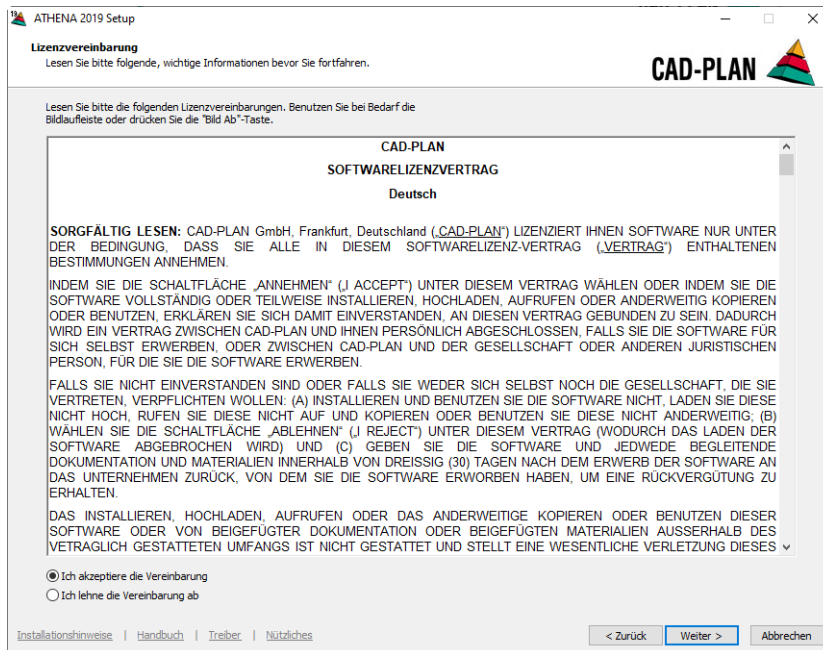 ATHENA 2019 Setup
Lizenzvereinbarung
Lesen Sie bitte folgende, wichtige Informationen bevor Sie fortfahren.
CAD-PLAN
Lesen Sie bitte die folgenden Lizenzvereinbarungen. Benutzen Sie bei Bedarf die
Bildlaufleiste oder drücken Sie die "Bild Ab"-Taste.
CAD-PLAN
SOFTWARELIZENZVERTRAG
Deutsch
SORGFÄLTIG LESEN: CAD-PLAN GmbH, Frankfurt, Deutschland („CAD-PLAN“) LIZENZIERT IHNEN SOFTWARE NUR UNTER
DER BEDINGUNG, DASS SIE ALLE IN DIESEM SOFTWARELIZENZ-VERTRAG („VERTRAG“) ENTHALTENEN
BESTIMMUNGEN ANNEHMEN.
INDEM SIE DIE SCHALTFLÄCHE „ANNEHMEN“ („I ACCEPT“) UNTER DIESEM VERTRAG WÄHLEN ODER INDEM SIE DIE
SOFTWARE VOLLSTÄNDIG ODER TEILWEISE INSTALLIEREN, HOCHLADEN, AUFRUFEN ODER ANDERWEITIG KOPIEREN
ODER BENUTZEN, ERKLÄREN SIE SICH DAMIT EINVERSTANDEN, AN DIESEN VERTRAG GEBUNDEN ZU SEIN. DADURCH
WIRD EIN VERTRAG ZWISCHEN CAD-PLAN UND IHNEN PERSÖNLICH ABGESCHLOSSEN, FALLS SIE DIE SOFTWARE FÜR
SICH SELBST ERWERBEN, ODER ZWISCHEN CAD-PLAN UND DER GESELLSCHAFT ODER ANDEREN JURISTISCHEN
PERSON, FÜR DIE SIE DIE SOFTWARE ERWERBEN.
FALLS SIE NICHT EINVERSTANDEN SIND ODER FALLS SIE WEDER SICH SELBST NOCH DIE GESELLSCHAFT, DIE SIE
VERTRETEN, VERPFLICHTEN WOLLEN: (A) INSTALLIEREN UND BENUTZEN SIE DIE SOFTWARE NICHT, LADEN SIE DIESE
NICHT HOCH, RUFEN SIE DIESE NICHT AUF UND KOPIEREN ODER BENUTZEN SIE DIESE NICHT ANDERWEITIG; (B)
WÄHLEN SIE DIE SCHALTFLÄCHE „ABLEHNEN“ („I REJECT“) UNTER DIESEM VERTRAG (WODURCH DAS LADEN DER
SOFTWARE ABGEBROCHEN WIRD) UND (C) GEBEN SIE DIE SOFTWARE UND JEDWEDE BEGLEITENDE
DOKUMENTATION UND MATERIALIEN INNERHALB VON DREISSIG (30) TAGEN NACH DEM ERWERB DER SOFTWARE AN
DAS UNTERNEHMEN ZURÜCK, VON DEM SIE DIE SOFTWARE ERWORBEN HABEN, UM EINE RÜCKVERGÜTUNG ZU
ERHALTEN.
DAS INSTALLIEREN, HOCHLADEN, AUFRUFEN ODER DAS ANDERWEITIGE KOPIEREN ODER BENUTZEN DIESER
SOFTWARE ODER VON BEIGEFÜGTER DOKUMENTATION ODER BEIGEFÜGTEN MATERIALIEN AUSSERHALB DES
VETRAGLICH GESTATTETEN UMFANGS IST NICHT GESTATTET UND STELLT EINE WESENTLICHE VERLETZUNG DIESES
Ich akzeptiere die Vereinbarung
Ich lehne die Vereinbarung ab
Installationshinweise | Handbuch | Treiber | Nützliches
< Zurück Weiter > Abbrechen